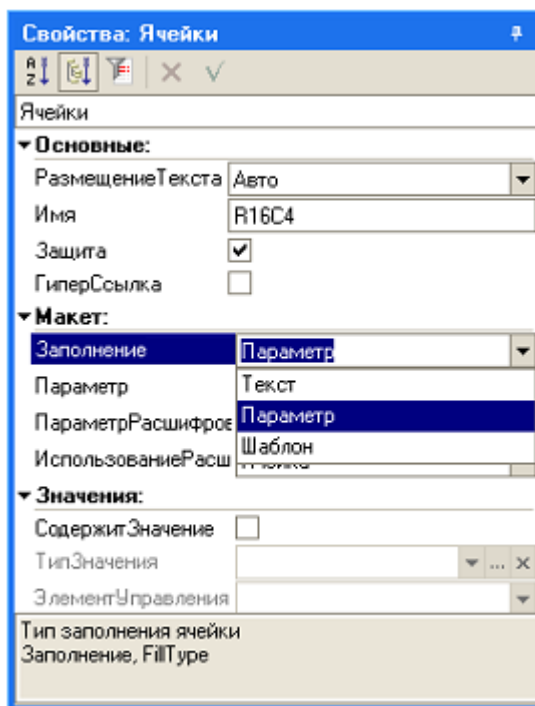 Свойства: Ячейки
Ячейки
Основные:
РазмещениеТекста Авто
Имя R16C4
Защита
ГиперСсылка
Макет:
Заполнение Параметр
Параметр Текст
ПараметрРасшифров Параметр
Шаблон
ИспользованиеРасш
Значения:
СодержитЗначение
ТипЗначения ...
ЭлементУправления
Тип заполнения ячейки
Заполнение, FillType